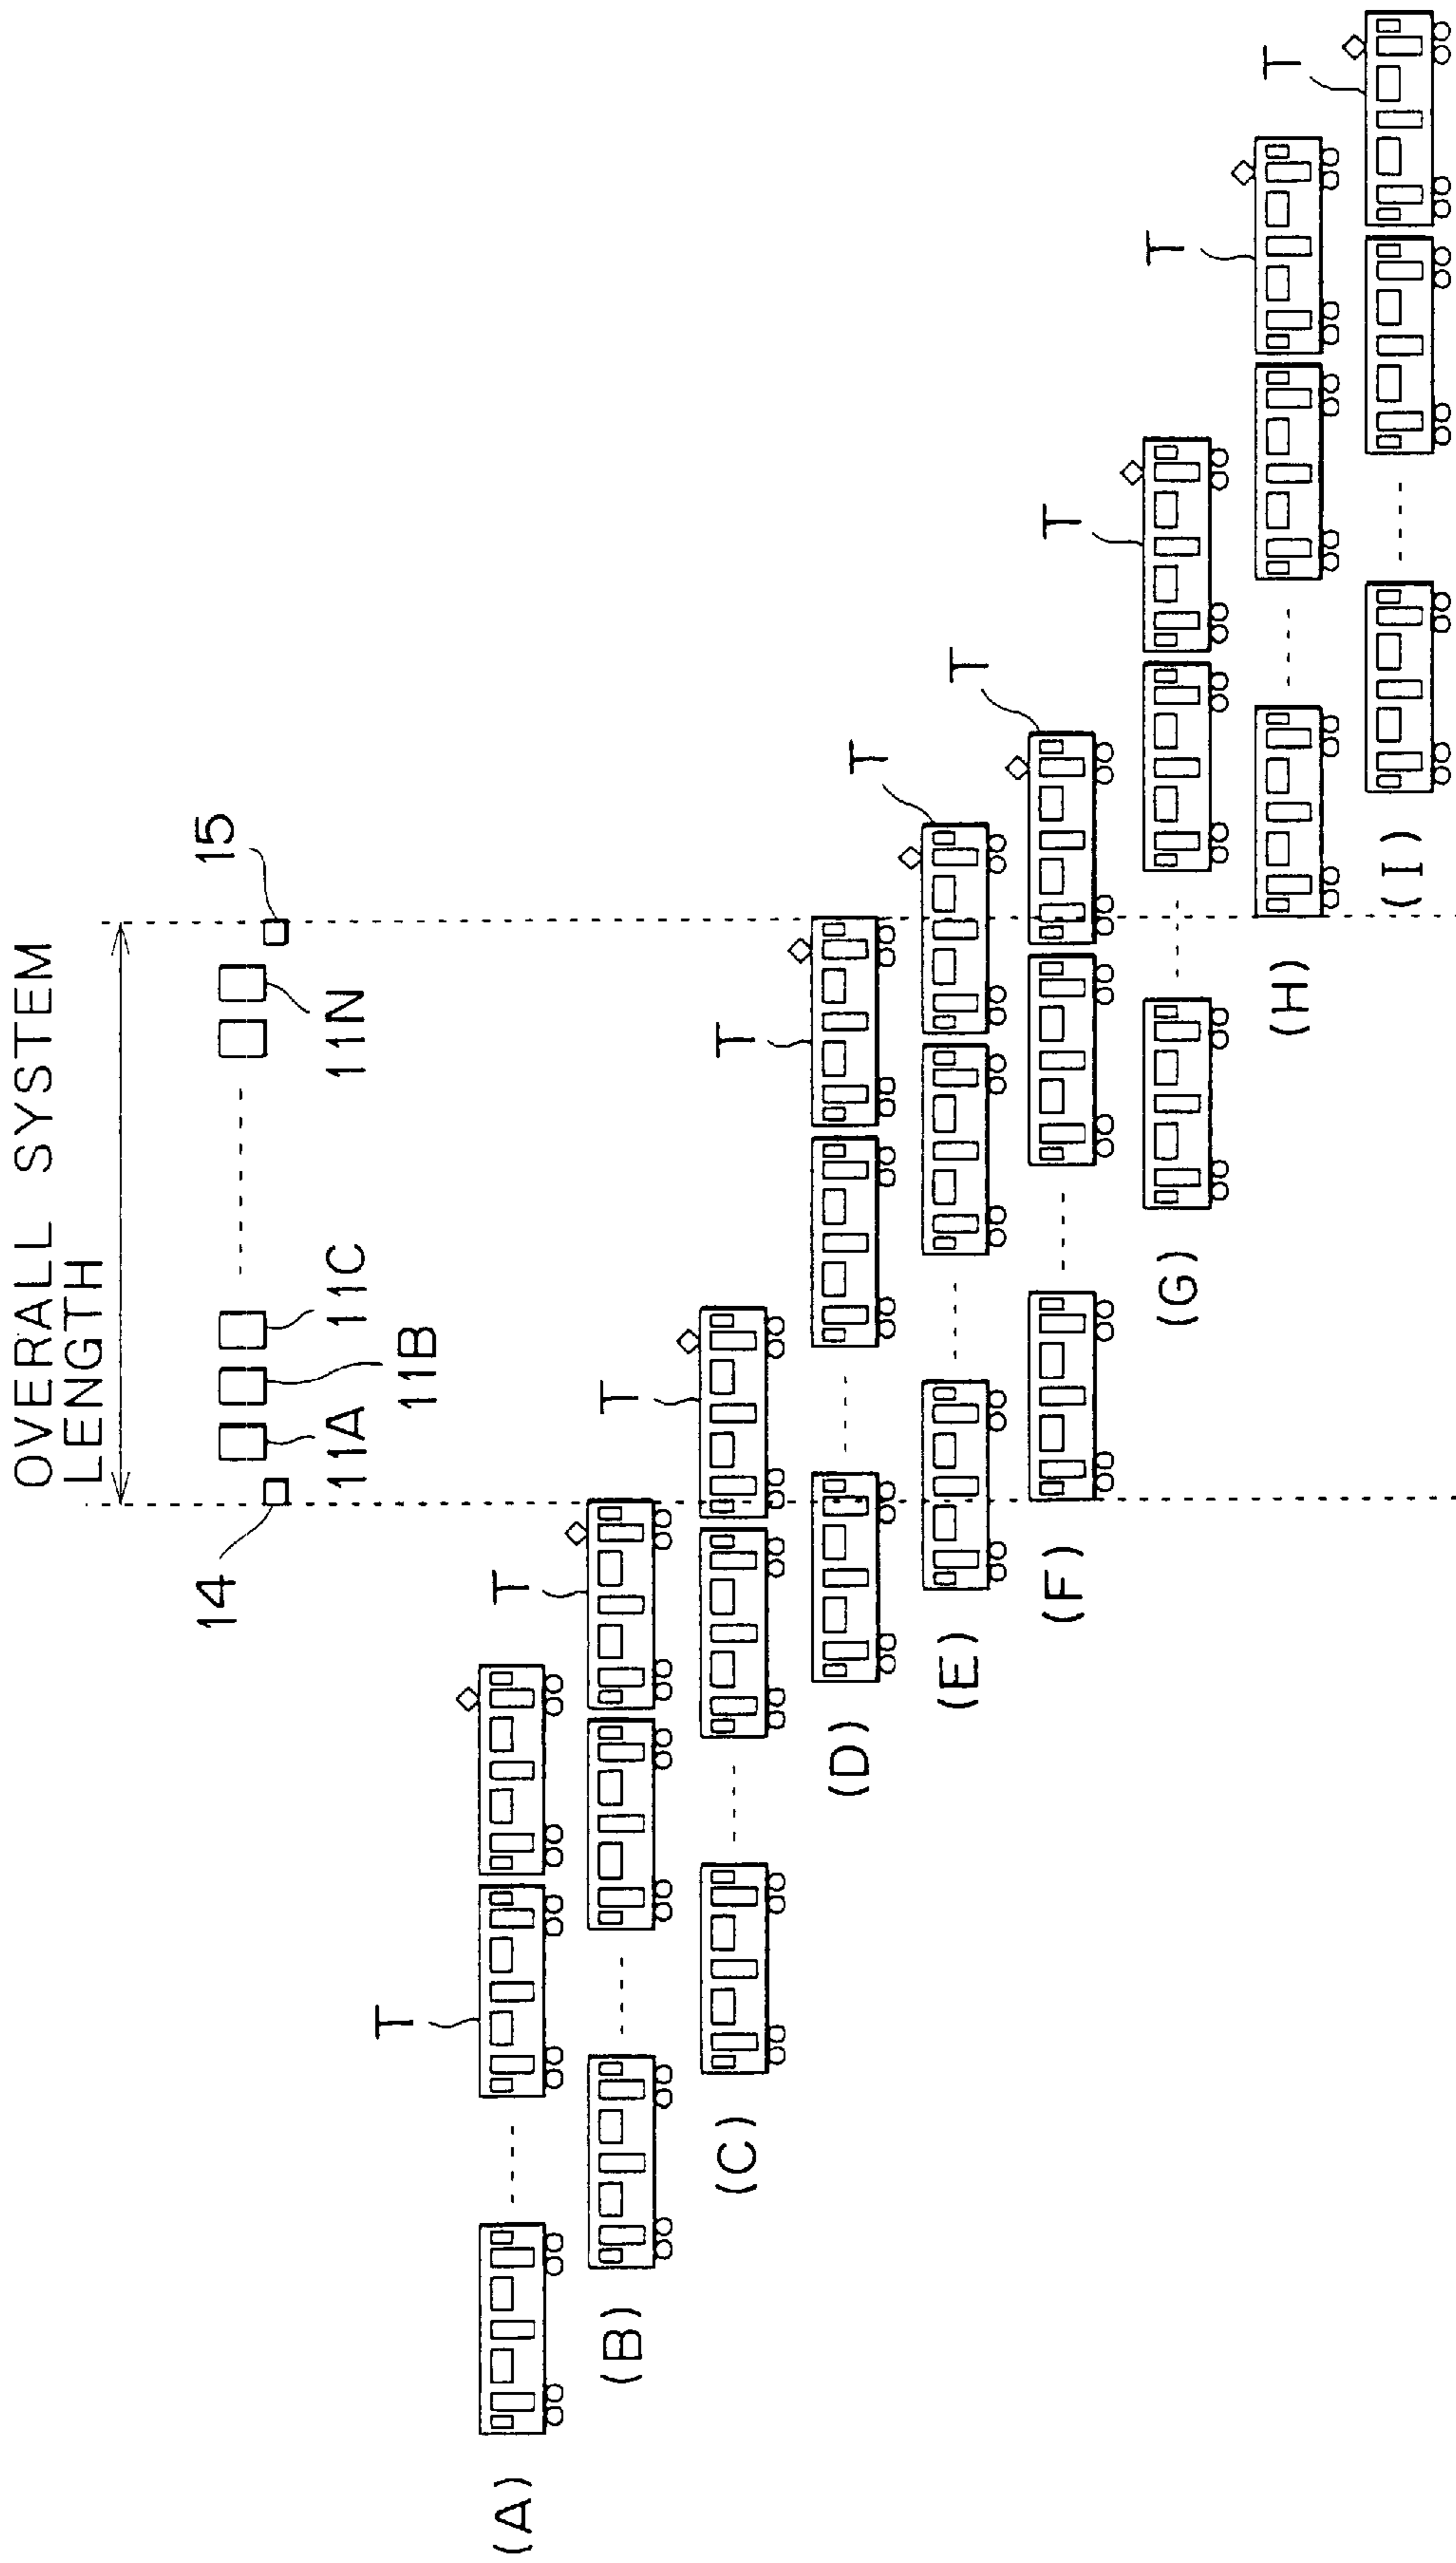 OVERALL SYSTEM
LENGTH
14
11A
11B
11C
11N
15
T
(A)
T
(B)
T
(C)
T
(D)
T
(E)
T
(F)
T
(G)
T
(H)
T
(I)